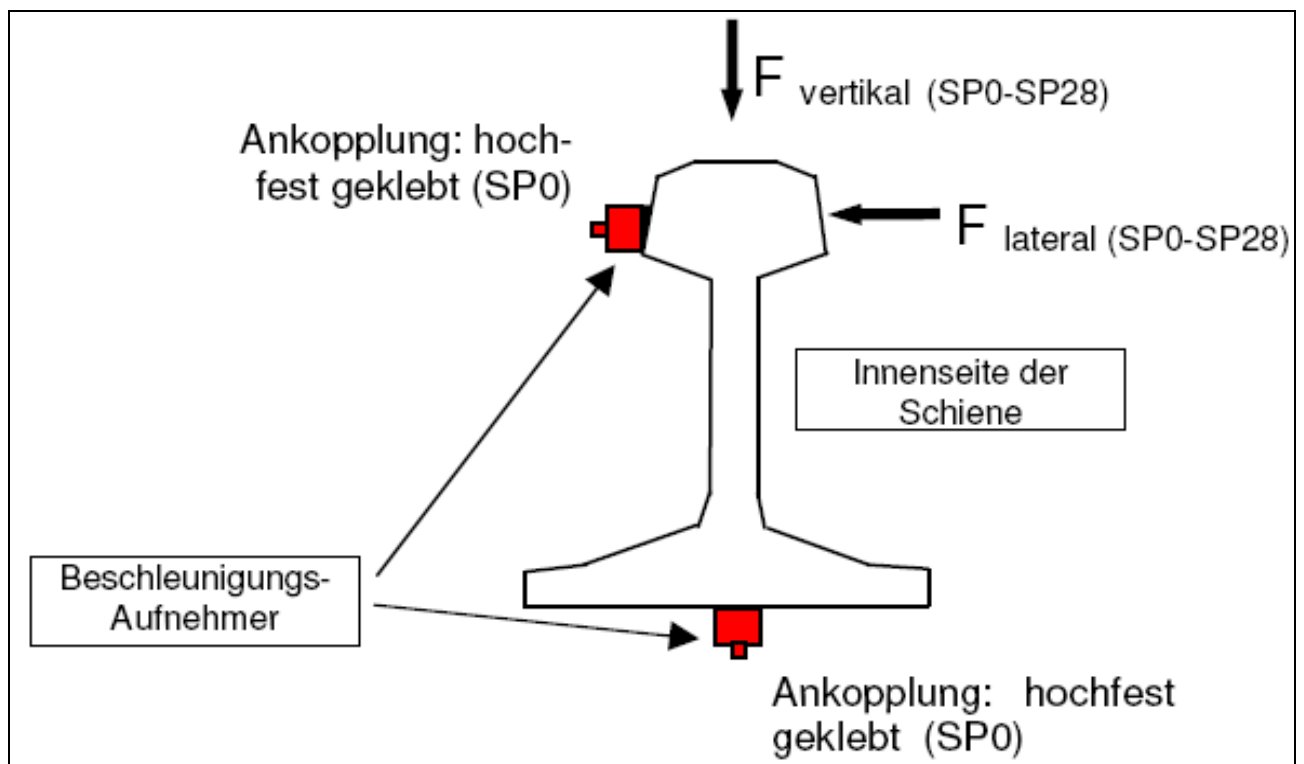 F vertikal (SP0-SP28)
Ankopplung: hoch-
fest geklebt (SP0)
F lateral (SP0-SP28)
Innenseite der
Schiene
Beschleunigungs-
Aufnehmer
Ankopplung: hochfest
geklebt (SP0)